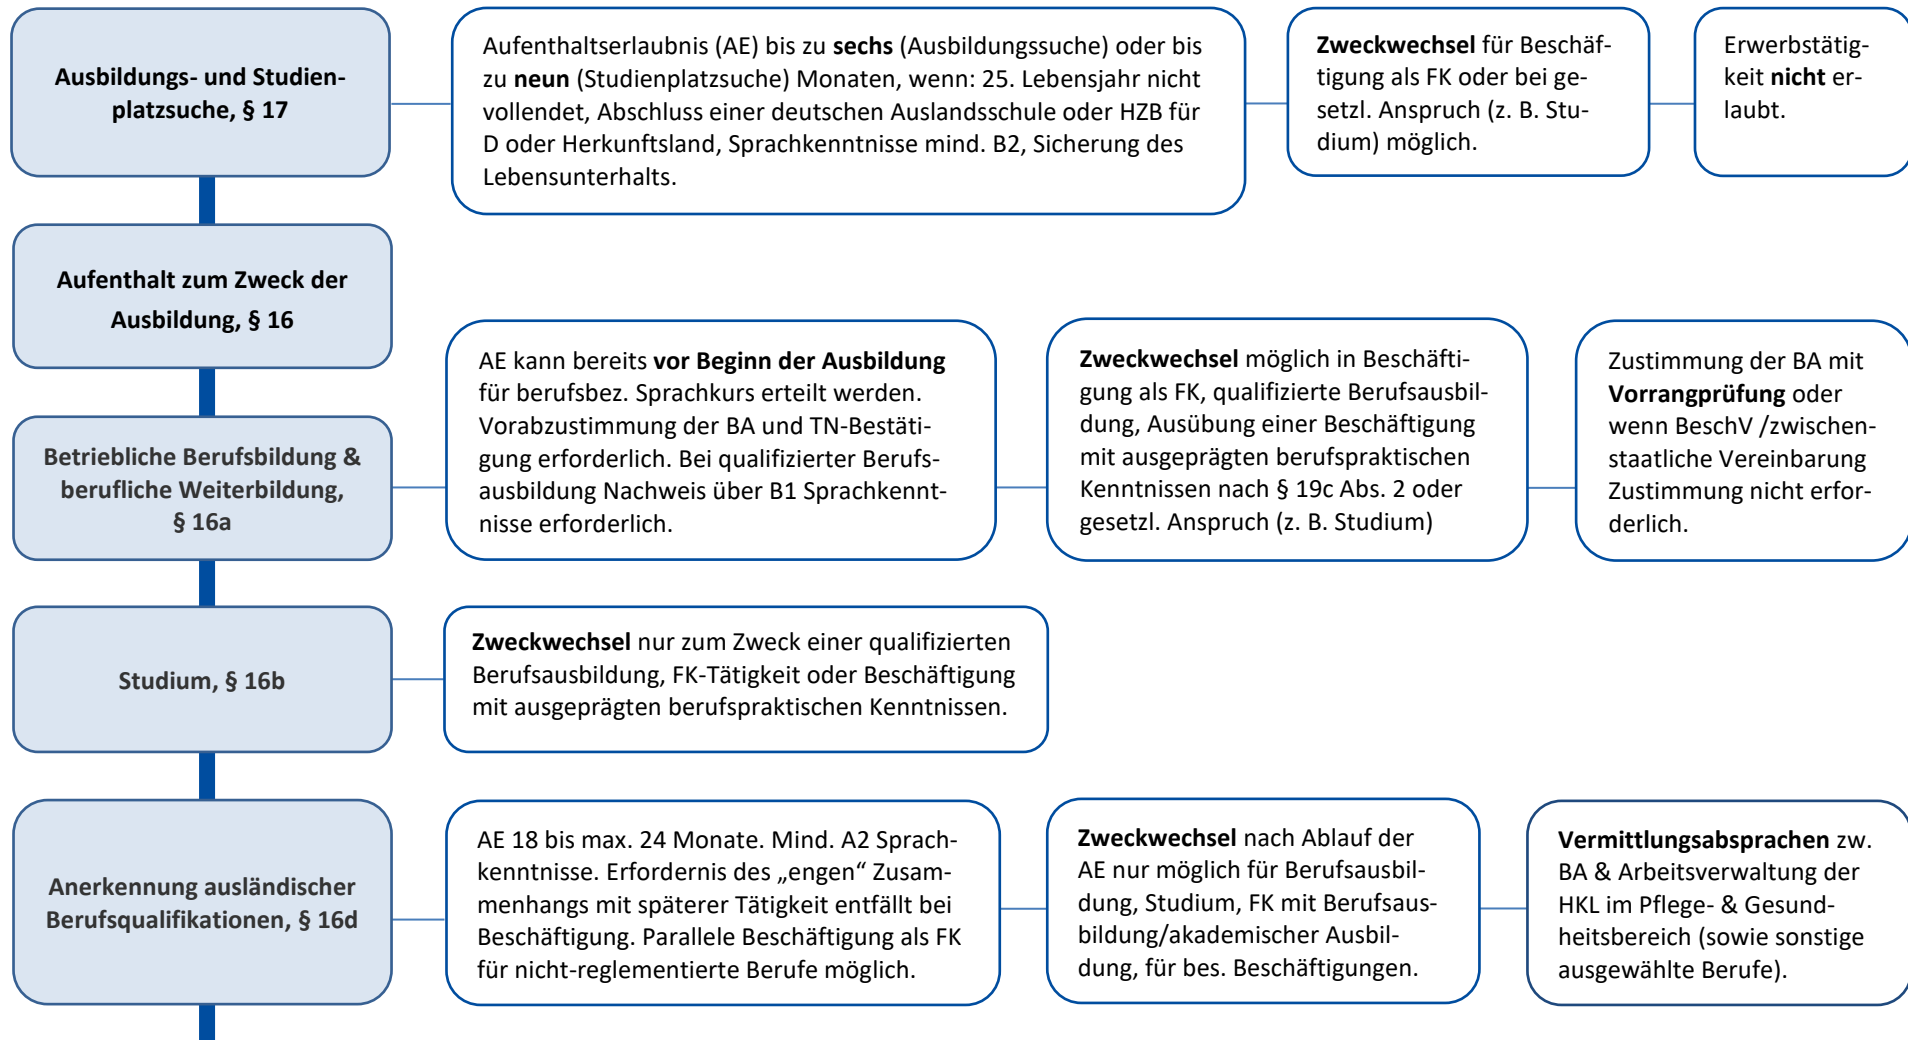 Ausbildungs- und Studien-
platzsuche, § 17
Aufenthaltserlaubnis (AE) bis zu sechs (Ausbildungssuche) oder bis
zu neun (Studienplatzsuche) Monaten, wenn: 25. Lebensjahr nicht
vollendet, Abschluss einer deutschen Auslandsschule oder HZB für
D oder Herkunftsland, Sprachkenntnisse mind. B2, Sicherung des
Lebensunterhalts.
Zweckwechsel für Beschäf-
tigung als FK oder bei ge-
setzl. Anspruch (z. B. Stu-
dium) möglich.
Erwerbstätig-
keit nicht er-
laubt.
Aufenthalt zum Zweck der
Ausbildung, § 16
Betriebliche Berufsbildung &
berufliche Weiterbildung,
§ 16a
AE kann bereits vor Beginn der Ausbildung
für berufsbez. Sprachkurs erteilt werden.
Vorabzustimmung der BA und TN-Bestäti-
gung erforderlich. Bei qualifizierter Berufs-
ausbildung Nachweis über B1 Sprachkennt-
nisse erforderlich.
Zweckwechsel möglich in Beschäfti-
gung als FK, qualifizierte Berufsausbil-
dung, Ausübung einer Beschäftigung
mit ausgeprägten berufspraktischen
Kenntnissen nach § 19c Abs. 2 oder
gesetzl. Anspruch (z. B. Studium)
Zustimmung der BA mit
Vorrangprüfung oder
wenn BeschV /zwischen-
staatliche Vereinbarung
Zustimmung nicht erfor-
derlich.
Studium, § 16b
Zweckwechsel nur zum Zweck einer qualifizierten
Berufsausbildung, FK-Tätigkeit oder Beschäftigung
mit ausgeprägten berufspraktischen Kenntnissen.
Anerkennung ausländischer
Berufsqualifikationen, § 16d
AE 18 bis max. 24 Monate. Mind. A2 Sprach-
kenntnisse. Erfordernis des „engen“ Zusam-
menhangs mit späterer Tätigkeit entfällt bei
Beschäftigung. Parallele Beschäftigung als FK
für nicht-reglementierte Berufe möglich.
Zweckwechsel nach Ablauf der
AE nur möglich für Berufsausbil-
dung, Studium, FK mit Berufsaus-
bildung/akademischer Ausbil-
dung, für bes. Beschäftigungen.
Vermittlungsabsprachen zw.
BA & Arbeitsverwaltung der
HKL im Pflege- & Gesund-
heitsbereich (sowie sonstige
ausgewählte Berufe).